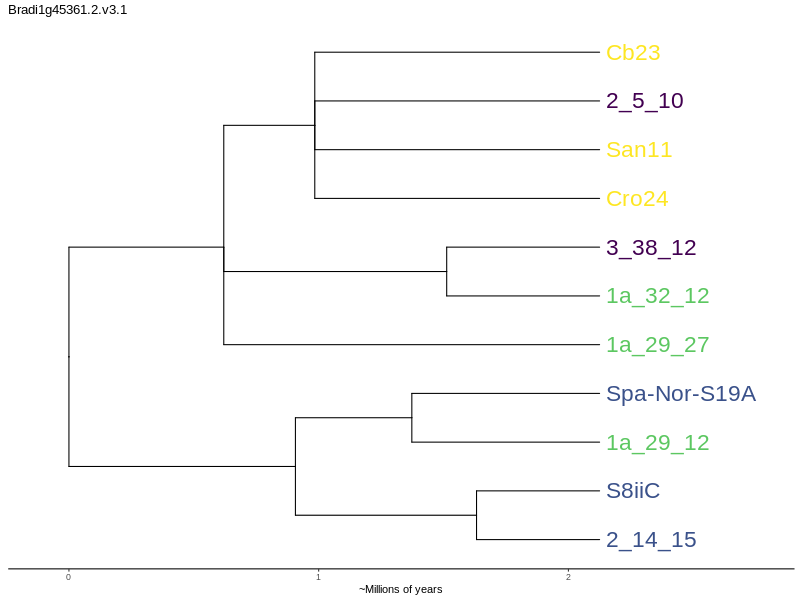 Bradi1g45361.2.v3.1
Cb23
2_5_10
San11
Cro24
3_38_12
1a_32_12
1a_29_27
Spa-Nor-S19A
1a_29_12
S8iiC
2_14_15
0 1 2
~Millions of years